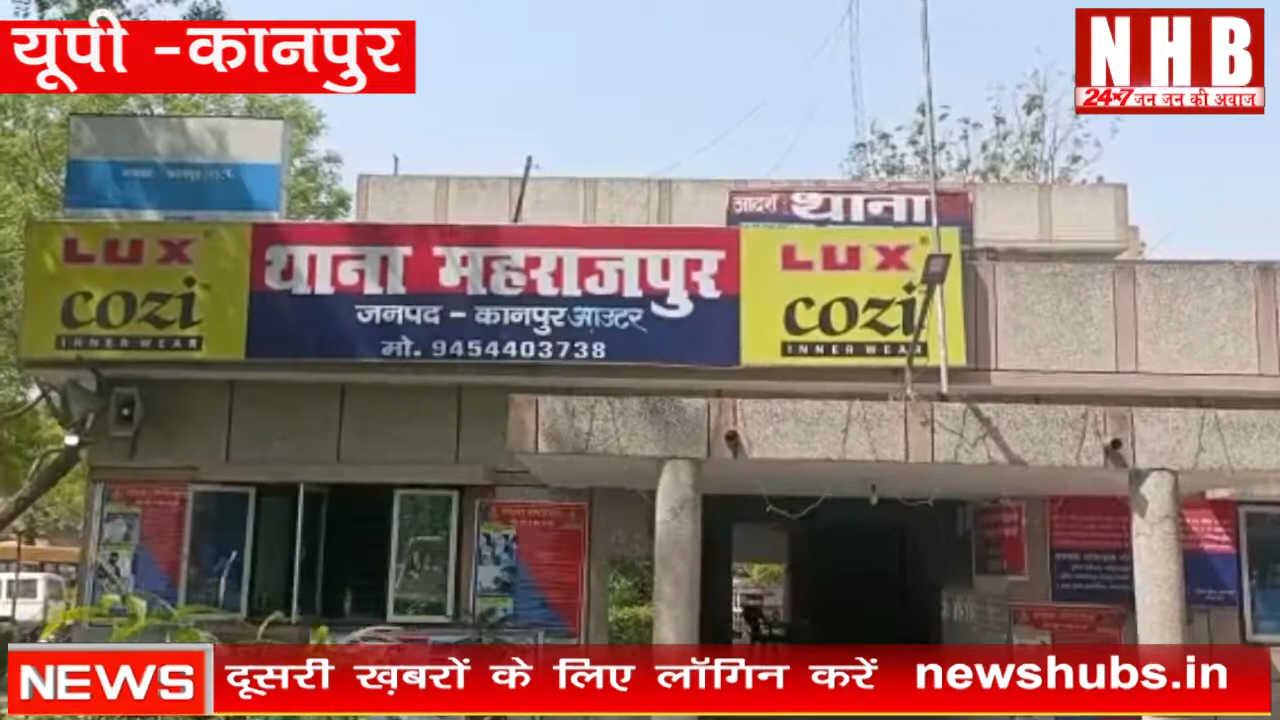 यूपी -कानपुर
NHB
24×7 जन जन की अवाज
आदर्श थाना
LUX
cozi
INNER WEAR
थाना महराजपुर
जनपद - कानपुर आउटर
मो. 9454403738
LUX
cozi
INNER WEAR
NEWS
दूसरी ख़बरों के लिए लॉगिन करें newshubs.in